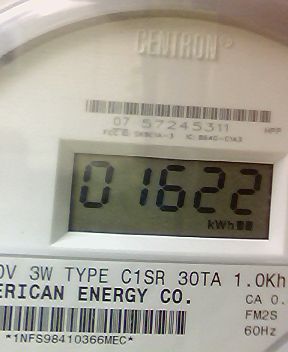 CENTRON®
07 57245311
HPP
01622
kWh
0V 3W TYPE C1SR 30TA 1.0Kh
ERICAN ENERGY CO.
CA 0.
FM2S
60Hz
*1NFS98410366MEC*